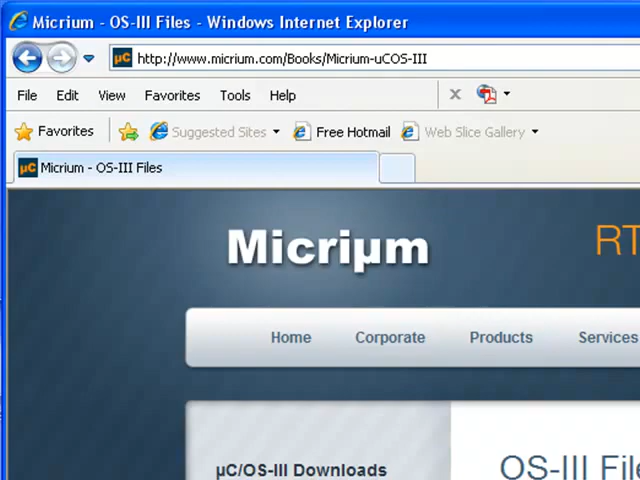 Micrium - OS-III Files - Windows Internet Explorer
µC http://www.micrium.com/Books/Micrium-uCOS-III
File Edit View Favorites Tools Help
Favorites Suggested Sites Free Hotmail Web Slice Gallery
µC Micrium - OS-III Files
Micriµm
RT
Home Corporate Products Services
µC/OS-III Downloads
OS-III File